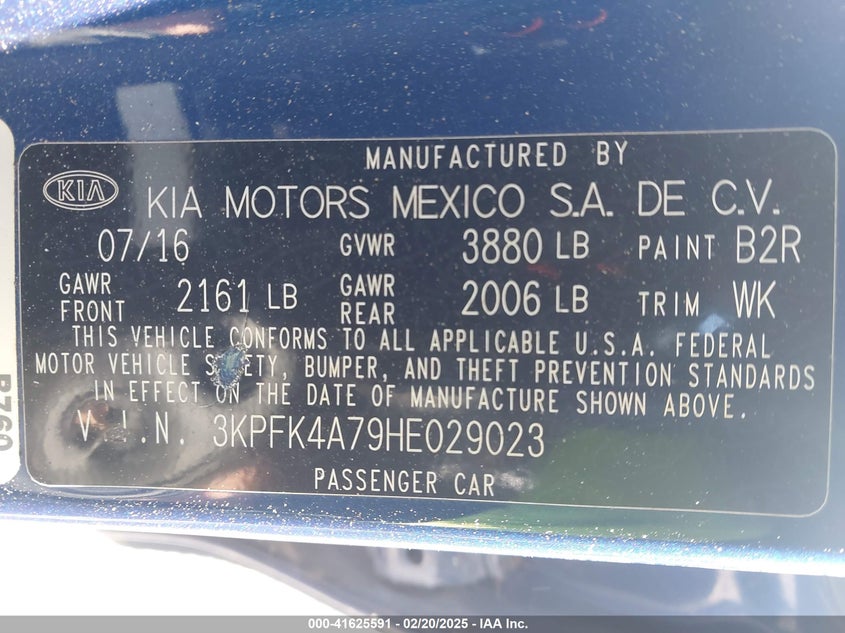 MANUFACTURED BY
KIA KIA MOTORS MEXICO S.A. DE C.V.
07/16 GVWR 3880 LB PAINT B2R
GAWR FRONT 2161 LB GAWR REAR 2006 LB TRIM WK
THIS VEHICLE CONFORMS TO ALL APPLICABLE U.S.A. FEDERAL
MOTOR VEHICLE SAFETY, BUMPER, AND THEFT PREVENTION STANDARDS
IN EFFECT ON THE DATE OF MANUFACTURE SHOWN ABOVE.
V.I.N. 3KPFK4A79HE029023
PASSENGER CAR
000-41625591 - 02/20/2025 - IAA Inc.